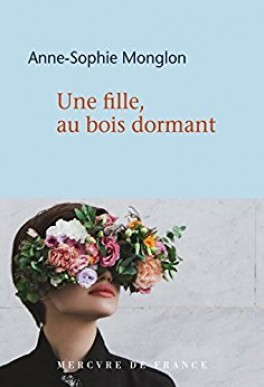 Anne-Sophie Monglon
Une fille,
au bois dormant
MERCVRE DE FRANCE